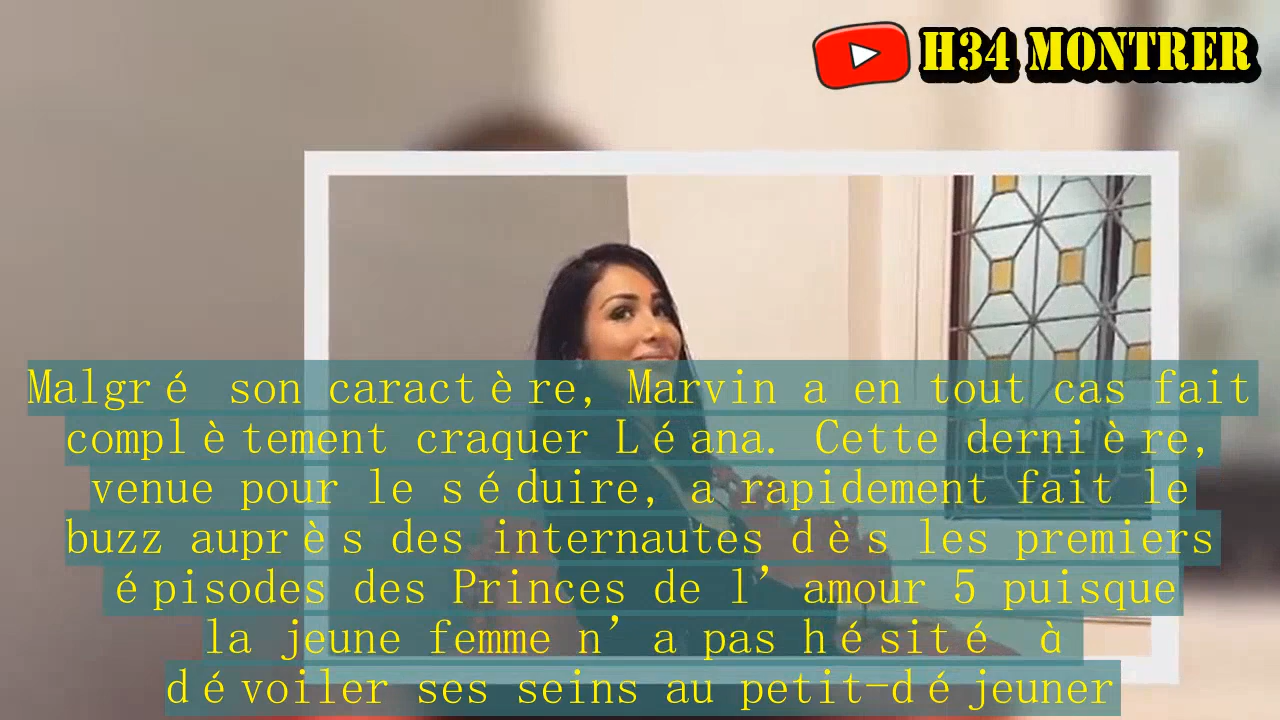 H34 MONTRER
Malgré son caractère, Marvin a en tout cas fait
complètement craquer Léana. Cette dernière,
venue pour le séduire, a rapidement fait le
buzz auprès des internautes dès les premiers
épisodes des Princes de l’amour 5 puisque
la jeune femme n’a pas hésité à
dévoiler ses seins au petit-déjeuner